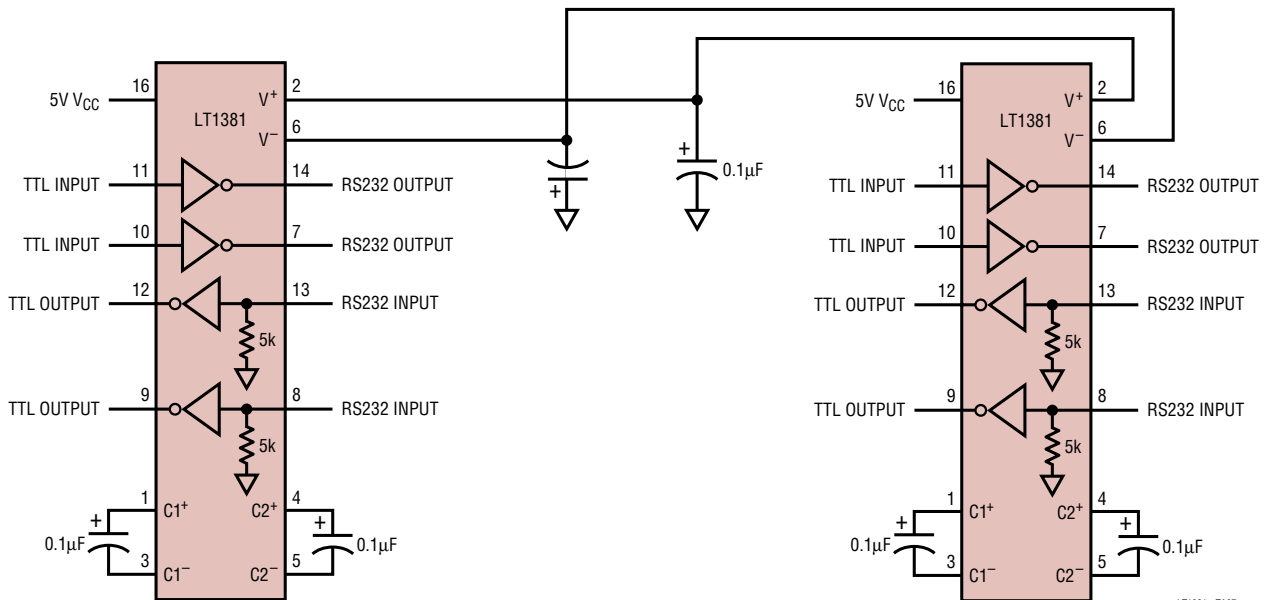 16
2
5V VCC
V+
LT1381
6
V−
11
14
TTL INPUT
RS232 OUTPUT
10
7
TTL INPUT
RS232 OUTPUT
12
13
TTL OUTPUT
RS232 INPUT
5k
9
8
TTL OUTPUT
RS232 INPUT
5k
1
4
C1+
C2+
+
+
0.1µF
0.1µF
3
5
C1−
C2−
+
+
0.1µF
16
2
5V VCC
V+
LT1381
6
V−
11
14
TTL INPUT
RS232 OUTPUT
10
7
TTL INPUT
RS232 OUTPUT
12
13
TTL OUTPUT
RS232 INPUT
5k
9
8
TTL OUTPUT
RS232 INPUT
5k
1
4
C1+
C2+
+
+
0.1µF
0.1µF
3
5
C1−
C2−